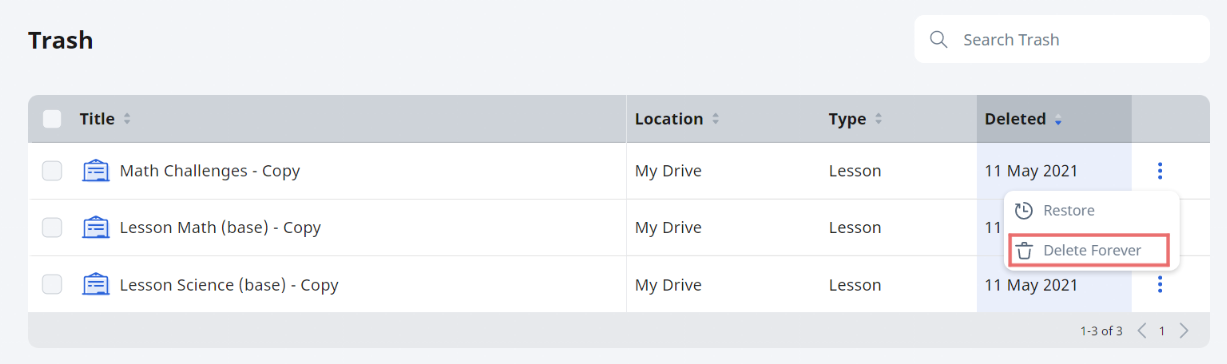 Trash
Search Trash
Title Location Type Deleted
Math Challenges - Copy My Drive Lesson 11 May 2021
Restore
Lesson Math (base) - Copy My Drive Lesson 11
Delete Forever
Lesson Science (base) - Copy My Drive Lesson 11 May 2021
1-3 of 3 1